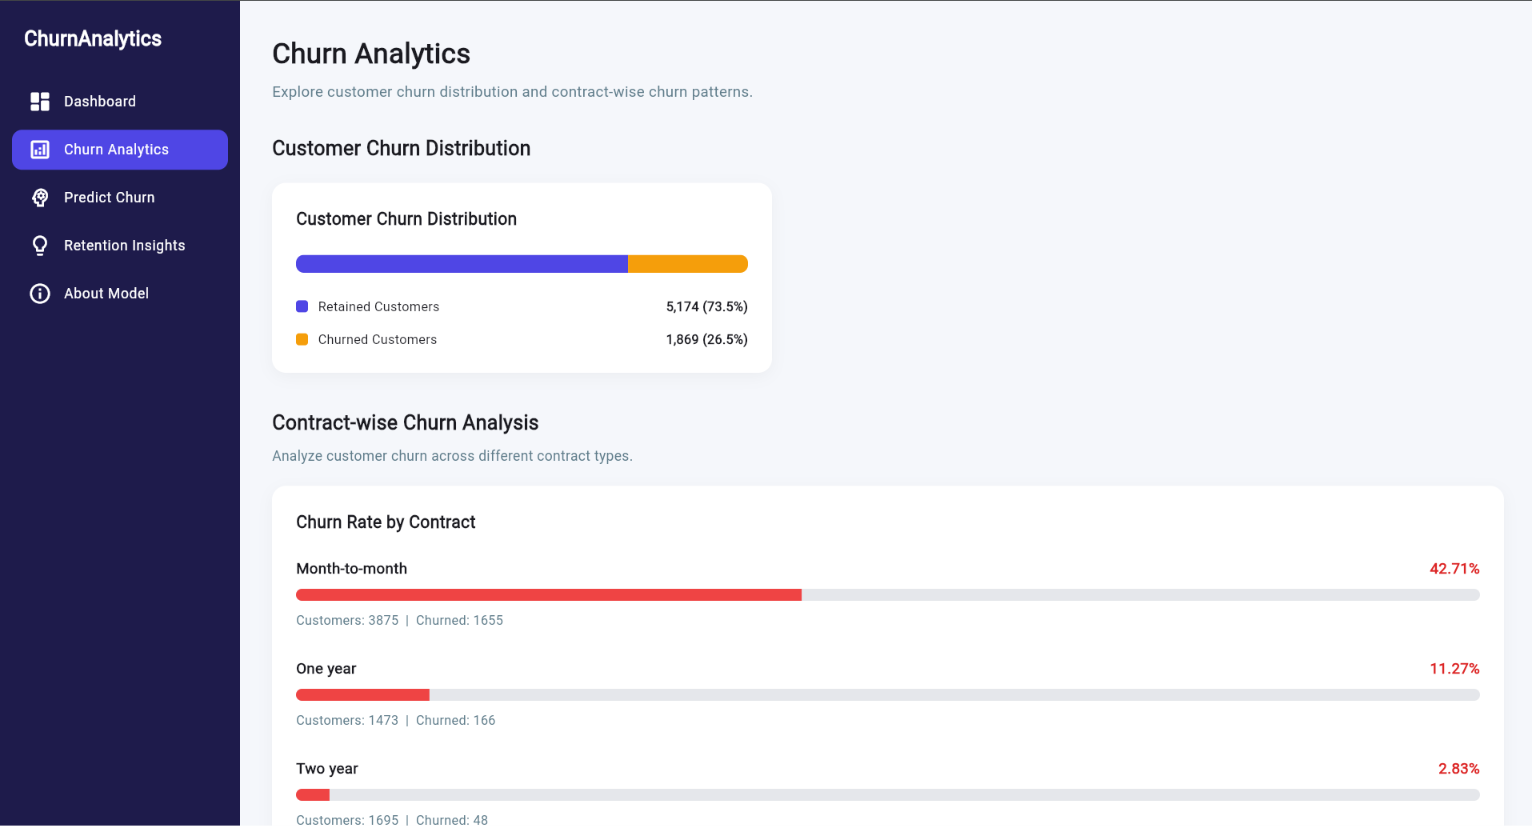 ChurnAnalytics
Dashboard
Churn Analytics
Predict Churn
Retention Insights
About Model
Churn Analytics
Explore customer churn distribution and contract-wise churn patterns.
Customer Churn Distribution
Customer Churn Distribution
Retained Customers 5,174 (73.5%)
Churned Customers 1,869 (26.5%)
Contract-wise Churn Analysis
Analyze customer churn across different contract types.
Churn Rate by Contract
Month-to-month 42.71%
Customers: 3875 | Churned: 1655
One year 11.27%
Customers: 1473 | Churned: 166
Two year 2.83%
Customers: 1695 | Churned: 48